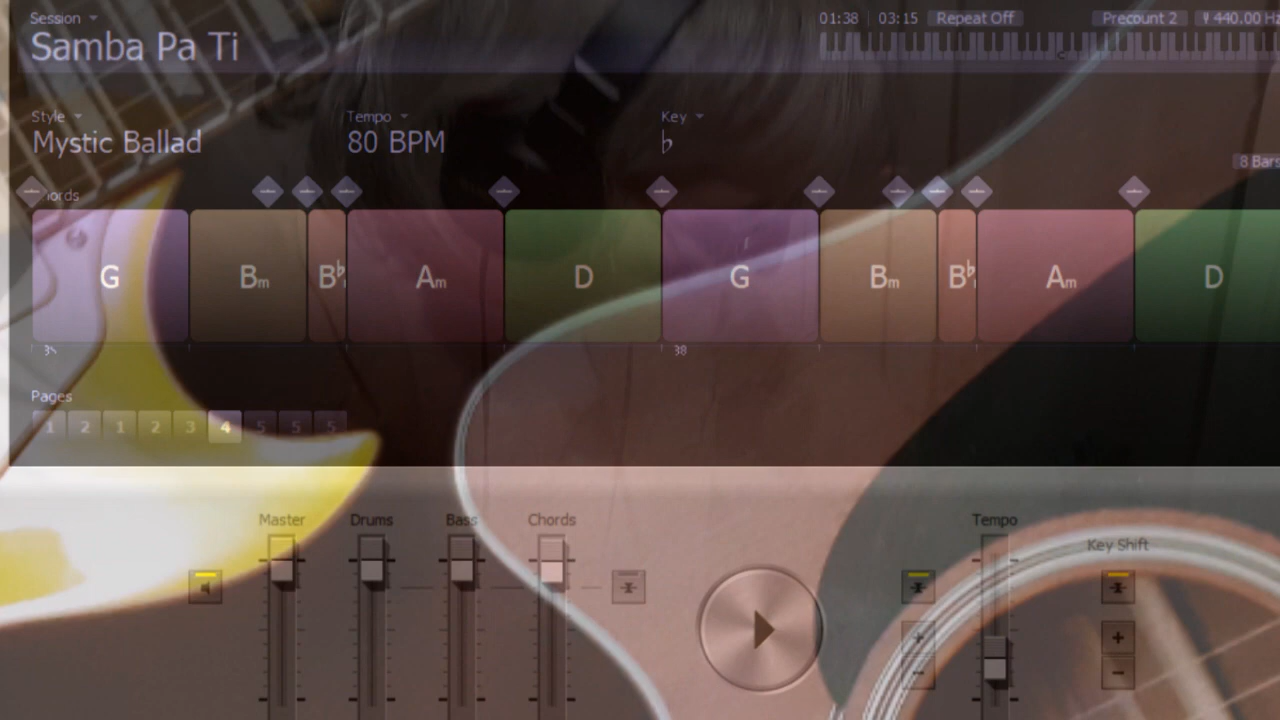 Session
Samba Pa Ti
01:38 03:15 Repeat Off Precount 2 440.00 Hz
Style
Mystic Ballad
Tempo
80 BPM
Key
♭
8 Bars
G Bm B♭ Am D G Bm B♭ Am D
38
Pages
1 2 1 2 3 4 5 5 5
Master Drums Bass Chords Tempo
Key Shift